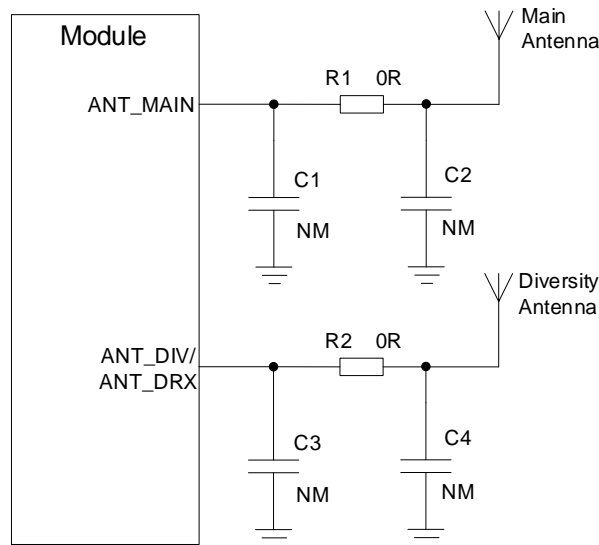 Module
Main
Antenna
R1 0R
ANT_MAIN
C1
C2
NM
NM
Diversity
Antenna
R2 0R
ANT_DIV/
ANT_DRX
C3
C4
NM
NM